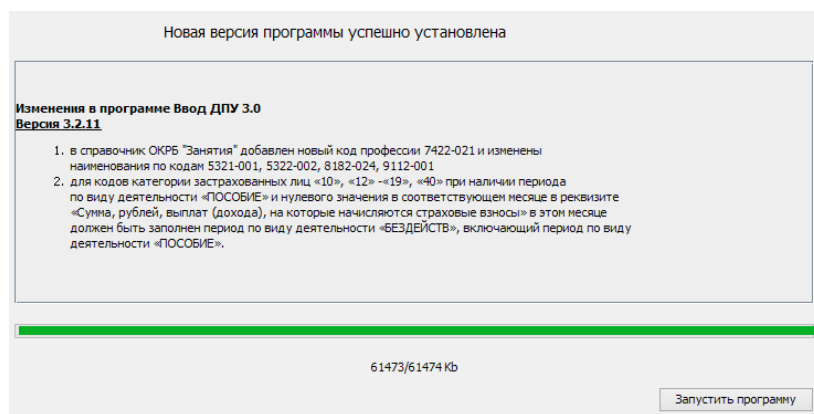 Новая версия программы успешно установлена
Изменения в программе Ввод ДПУ 3.0
Версия 3.2.11
1. в справочник ОКРБ "Занятия" добавлен новый код профессии 7422-021 и изменены
наименования по кодам 5321-001, 5322-002, 8182-024, 9112-001
2. для кодов категории застрахованных лиц «10», «12» -«19», «40» при наличии периода
по виду деятельности «ПОСОБИЕ» и нулевого значения в соответствующем месяце в реквизите
«Сумма, рублей, выплат (дохода), на которые начисляются страховые взносы» в этом месяце
должен быть заполнен период по виду деятельности «БЕЗДЕЙСТВ», включающий период по виду
деятельности «ПОСОБИЕ».
61473/61474 Kb
Запустить программу